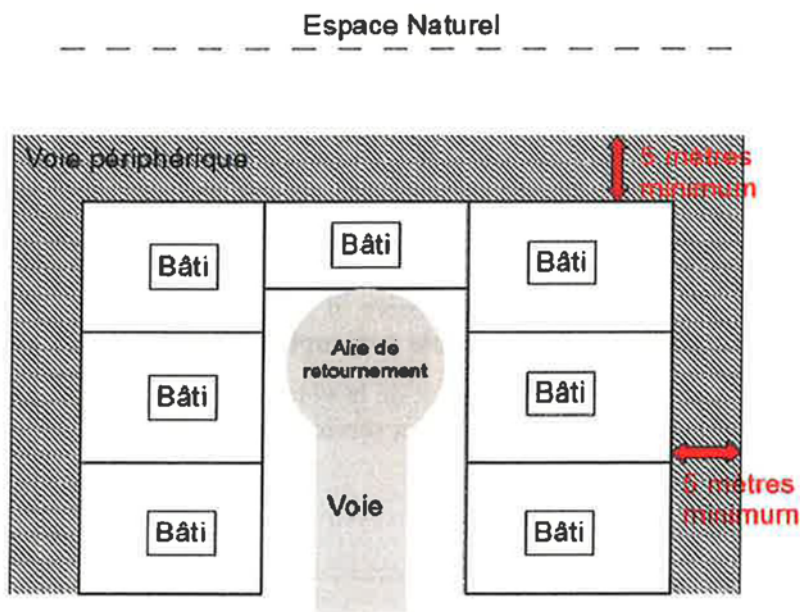 Espace Naturel
Voie périphérique
5 mètres
minimum
Bâti
Bâti
Bâti
Aire de
retournement
Bâti
Bâti
5 mètres
minimum
Voie
Bâti
Bâti